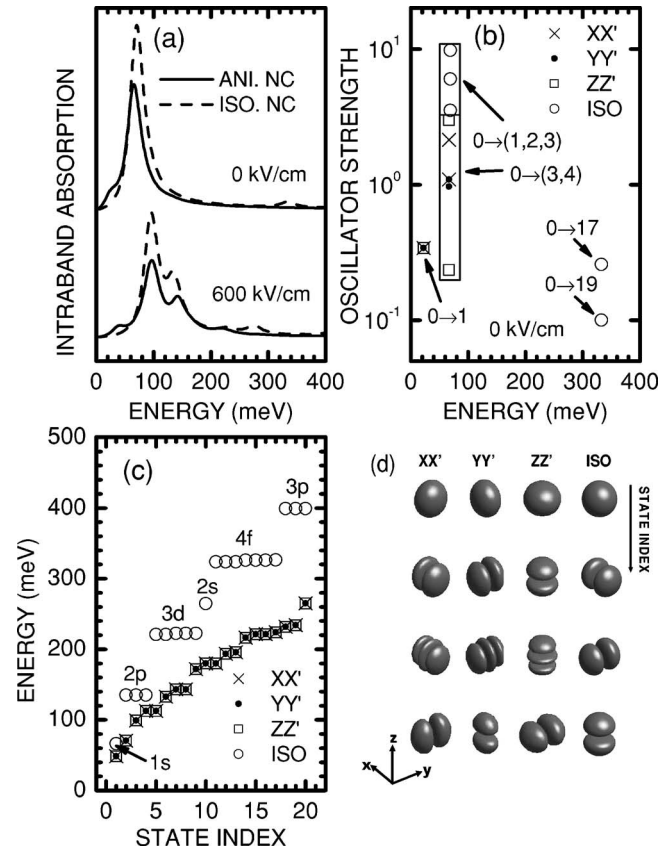 (a)
ANI. NC
ISO. NC
0 kV/cm
600 kV/cm
INTRABAND ABSORPTION
0 100 200 300 400
ENERGY (meV)
(b)
XX'
YY'
ZZ'
ISO
0→(1,2,3)
0→(3,4)
0→17
0→19
0→1
0 kV/cm
OSCILLATOR STRENGTH
10¹
10⁰
10⁻¹
0 100 200 300 400
ENERGY (meV)
(c)
3p
4f
2s
3d
2p
1s
XX'
YY'
ZZ'
ISO
ENERGY (meV)
500
400
300
200
100
0
0 5 10 15 20
STATE INDEX
(d)
XX' YY' ZZ' ISO
STATE INDEX
z
x
y